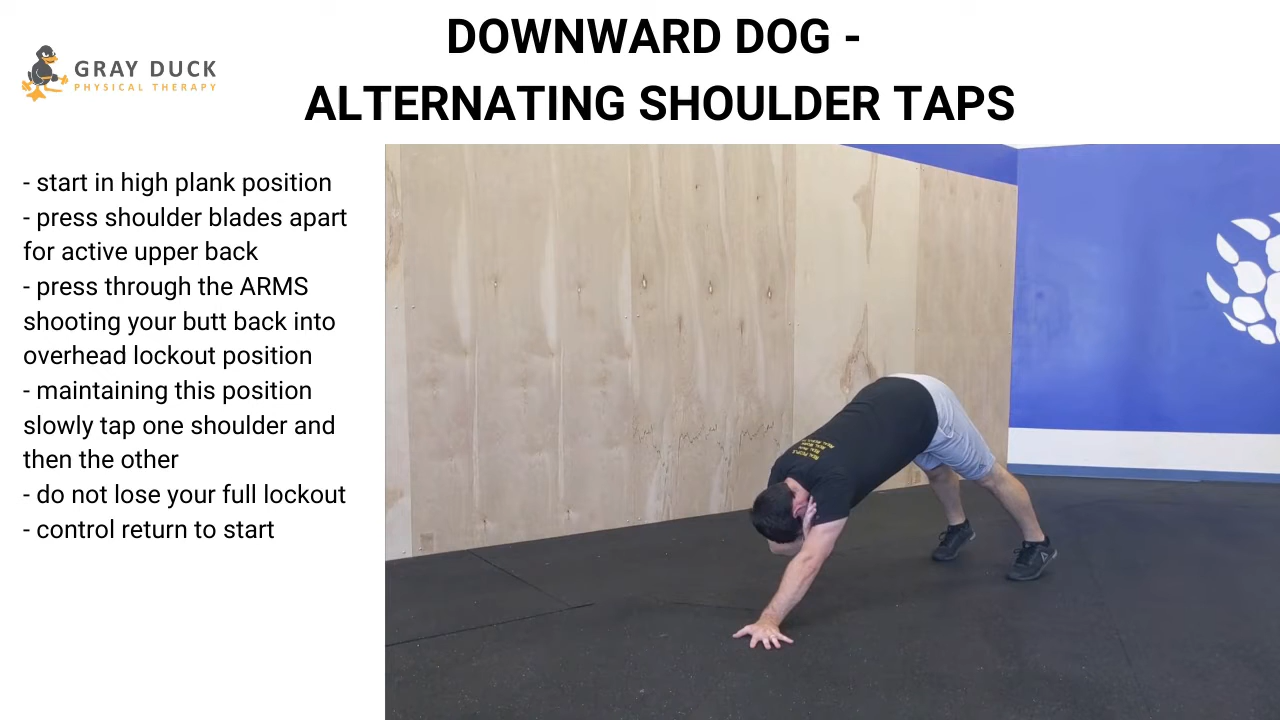 DOWNWARD DOG -
ALTERNATING SHOULDER TAPS
GRAY DUCK
PHYSICAL THERAPY
- start in high plank position
- press shoulder blades apart
for active upper back
- press through the ARMS
shooting your butt back into
overhead lockout position
- maintaining this position
slowly tap one shoulder and
then the other
- do not lose your full lockout
- control return to start